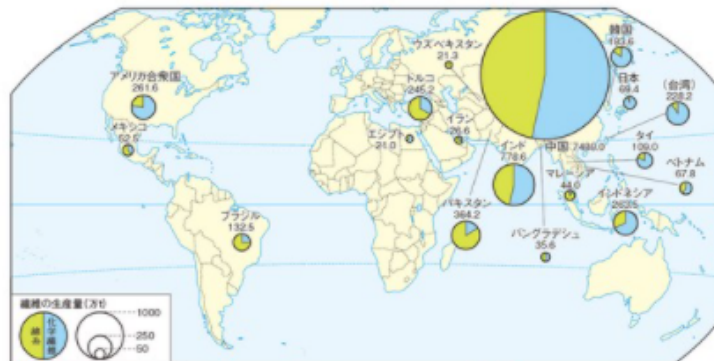 ウズベキスタン
21.3
韓国
193.6
アメリカ合衆国
261.6
トルコ
245.2
日本
69.4
(台湾)
220.2
メキシコ
52.5
エジプト
21.0
イラン
26.6
インド
778.6
中国
タイ
109.0
マレーシア
44.0
ベトナム
67.8
ブラジル
132.5
パキスタン
364.2
インドネシア
バングラデシュ
35.6
繊維の生産量(万t)
綿糸
化学繊維
1000
250
50